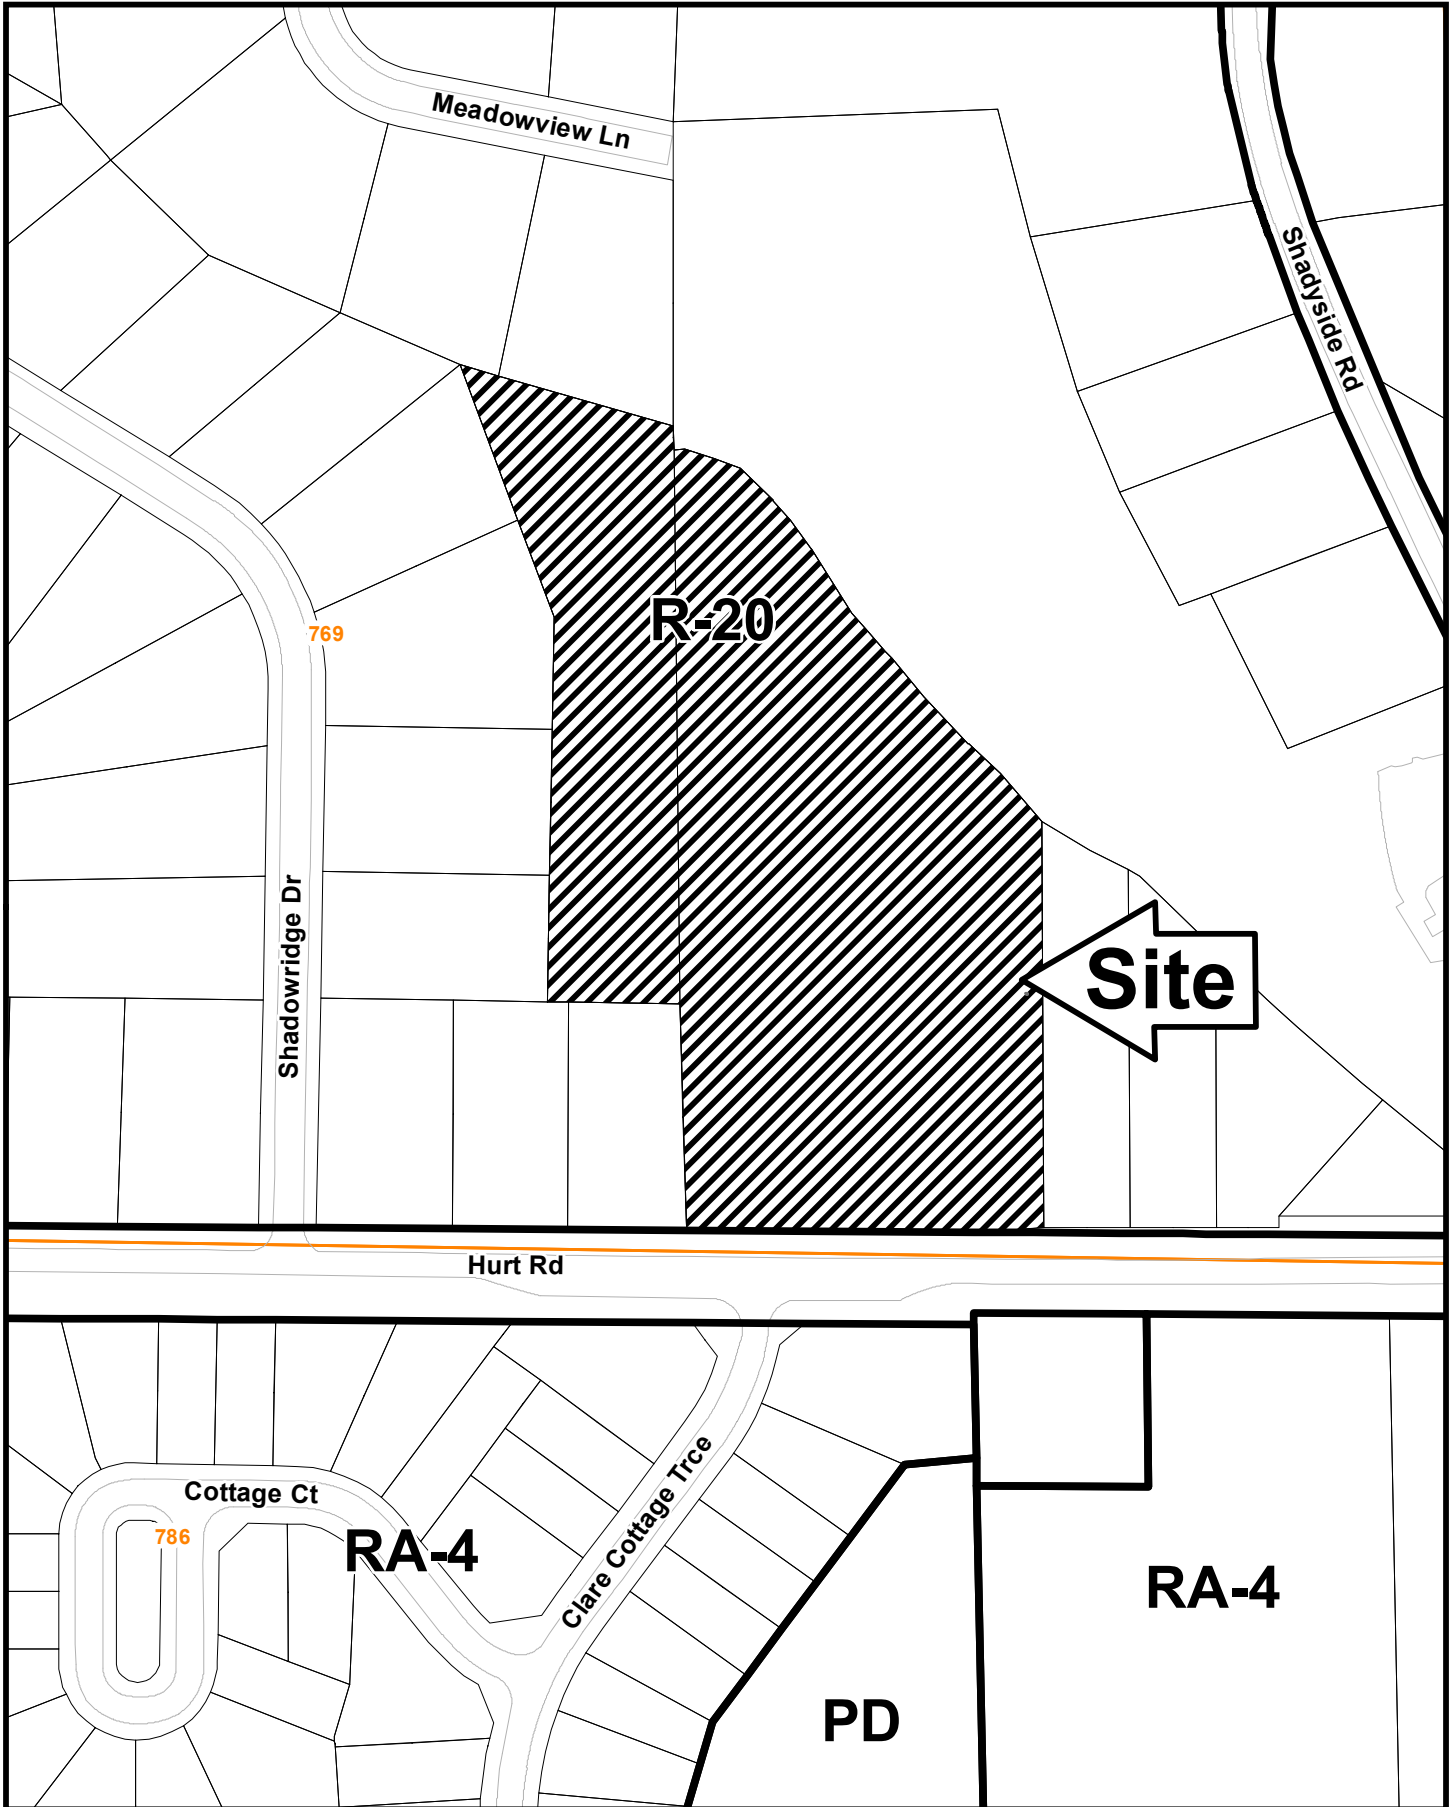 Meadowview Ln
Shadyside Rd
R-20
769
Shadowridge Dr
Site
Hurt Rd
Cottage Ct
786
RA-4
Clare Cottage Trce
RA-4
PD